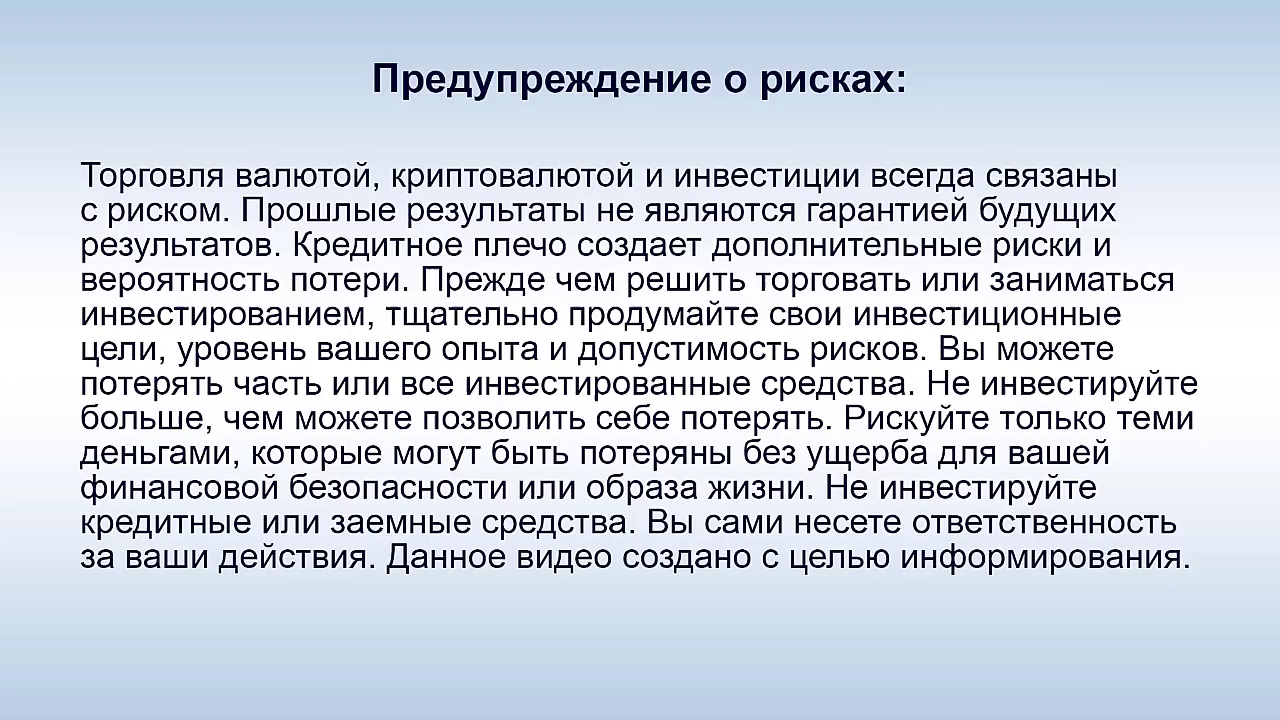 Предупреждение о рисках:
Торговля валютой, криптовалютой и инвестиции всегда связаны
с риском. Прошлые результаты не являются гарантией будущих
результатов. Кредитное плечо создает дополнительные риски и
вероятность потери. Прежде чем решить торговать или заниматься
инвестированием, тщательно продумайте свои инвестиционные
цели, уровень вашего опыта и допустимость рисков. Вы можете
потерять часть или все инвестированные средства. Не инвестируйте
больше, чем можете позволить себе потерять. Рискуйте только теми
деньгами, которые могут быть потеряны без ущерба для вашей
финансовой безопасности или образа жизни. Не инвестируйте
кредитные или заемные средства. Вы сами несете ответственность
за ваши действия. Данное видео создано с целью информирования.